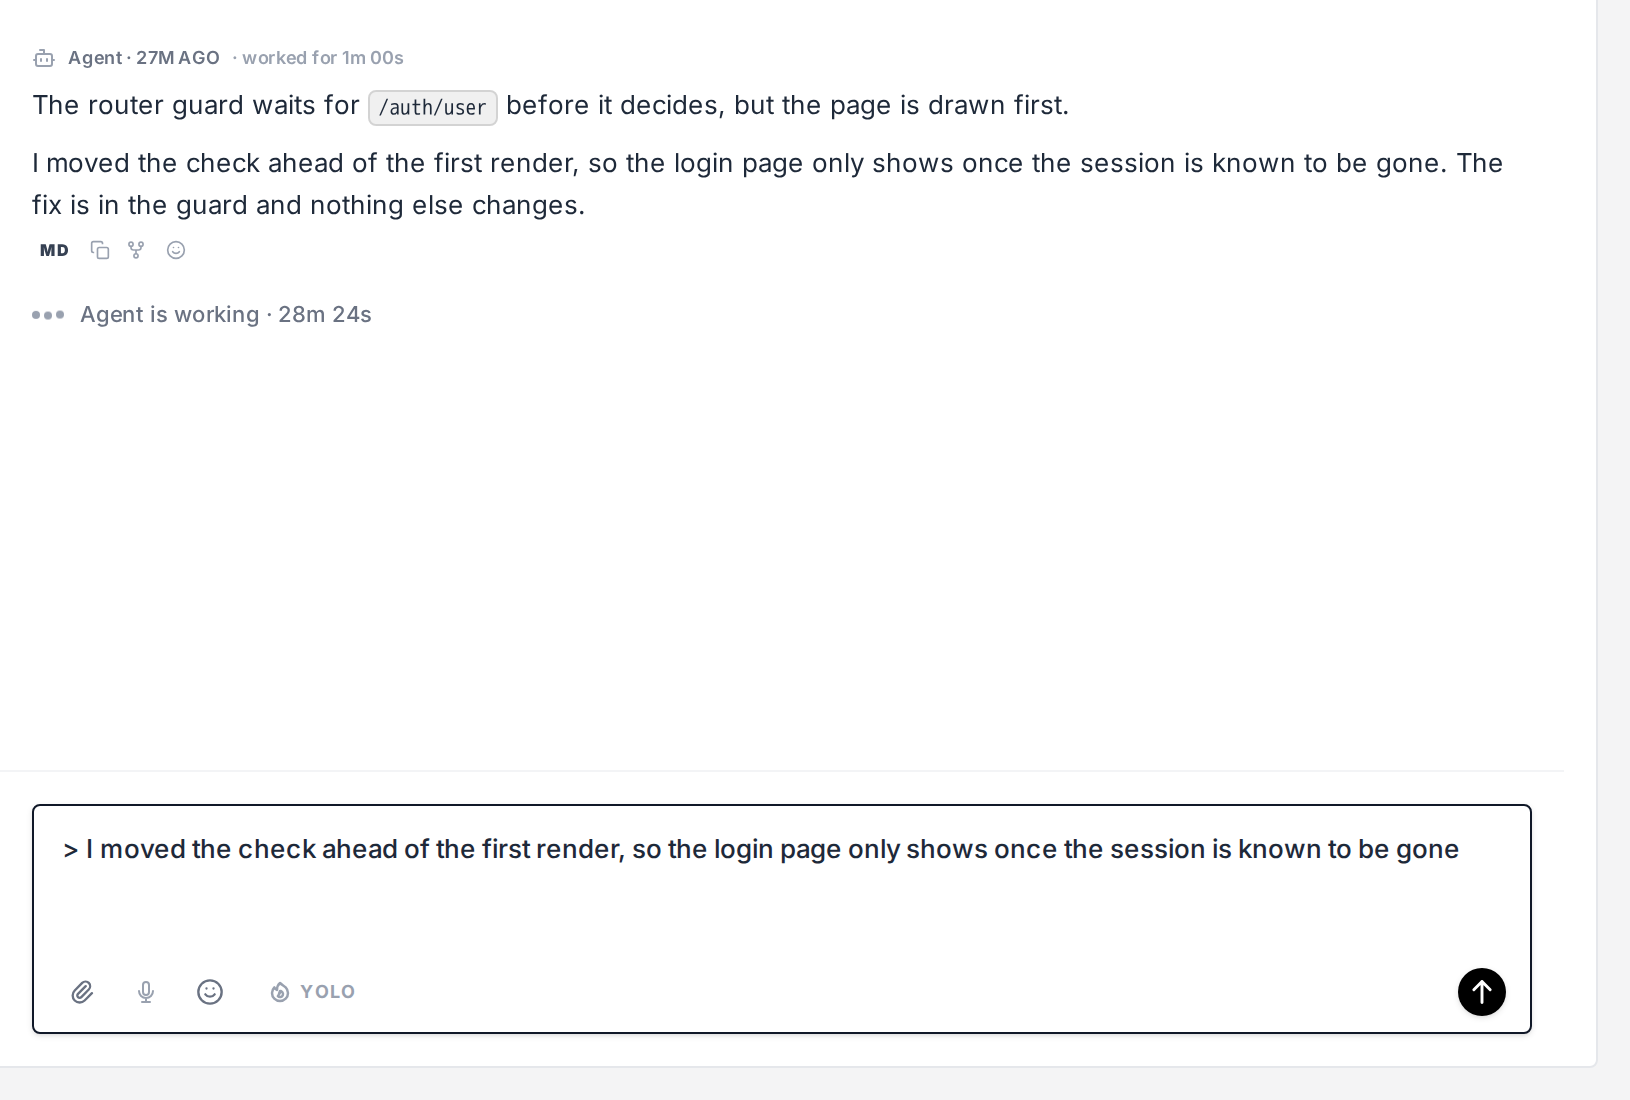 Agent · 27M AGO · worked for 1m 00s
The router guard waits for /auth/user before it decides, but the page is drawn first.
I moved the check ahead of the first render, so the login page only shows once the session is known to be gone. The
fix is in the guard and nothing else changes.
MD
Agent is working · 28m 24s
> I moved the check ahead of the first render, so the login page only shows once the session is known to be gone
YOLO